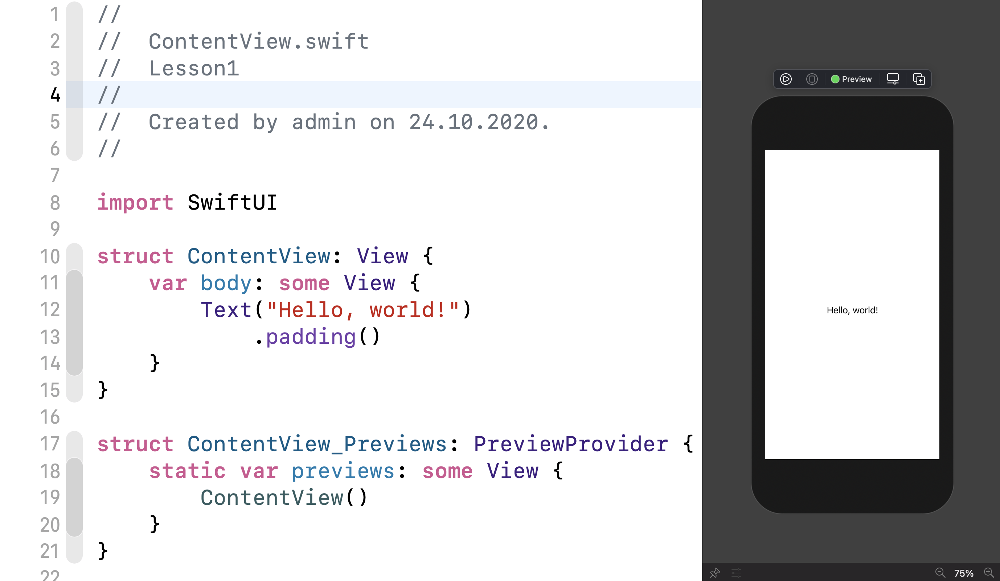 1 //
2 //  ContentView.swift
3 //  Lesson1
4 //
5 //  Created by admin on 24.10.2020.
6 //
7
8 import SwiftUI
9
10 struct ContentView: View {
11     var body: some View {
12         Text("Hello, world!")
13             .padding()
14     }
15 }
16
17 struct ContentView_Previews: PreviewProvider {
18     static var previews: some View {
19         ContentView()
20     }
21 }
22
Preview
Hello, world!
75%